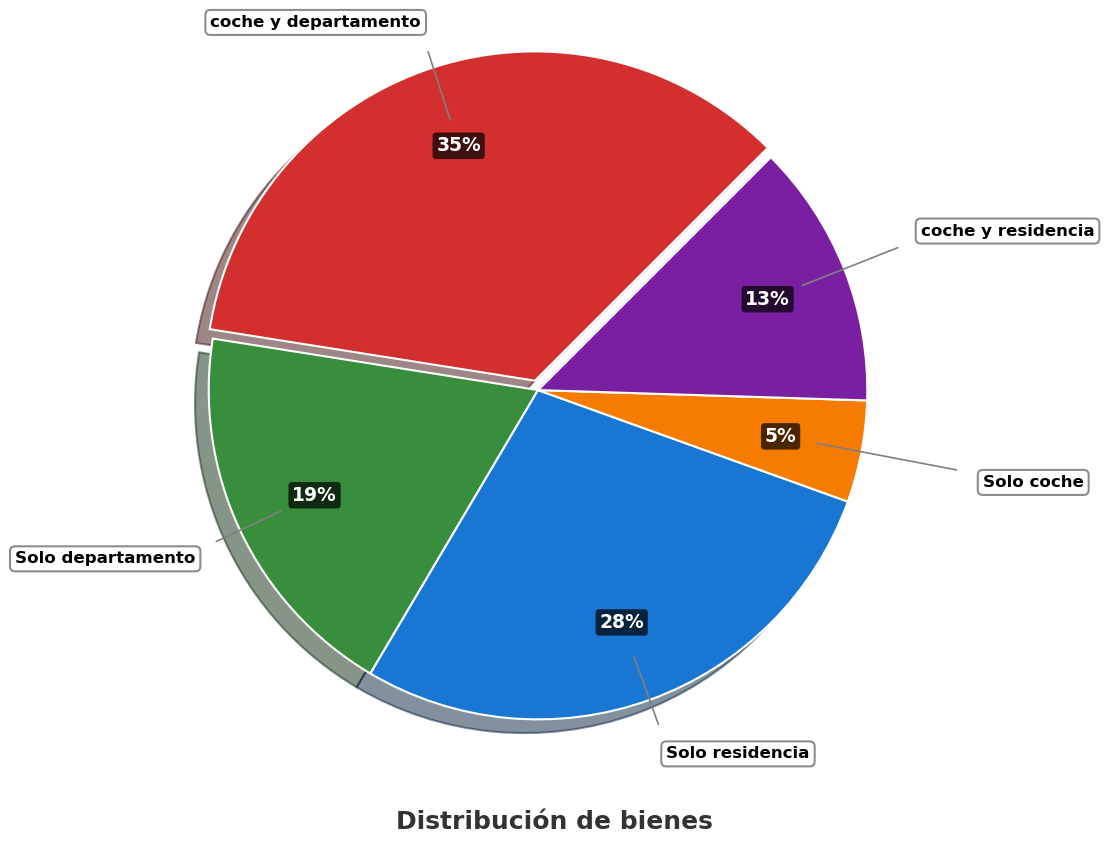 coche y departamento
35%
coche y residencia
13%
5%
Solo coche
19%
Solo departamento
28%
Solo residencia
Distribución de bienes